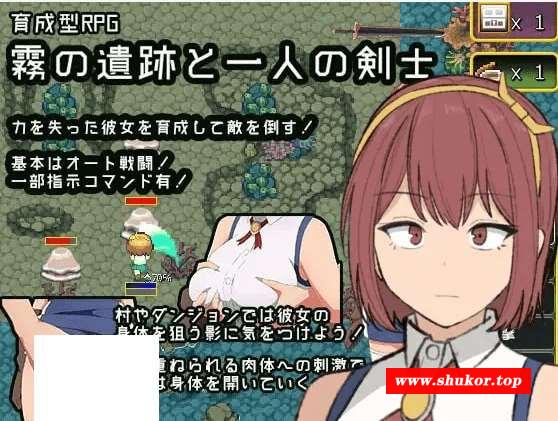 育成型RPG
霧の遺跡と一人の剣士
力を失った彼女を育成して敵を倒す!
基本はオート戦闘!
一部指示コマンド有!
x 1
x 1
70%
村やダンジョンでは彼女の
身体を狙う影に気をつけよう!
重ねられる肉体への刺激で
は身体を開いていく
www.shukor.top